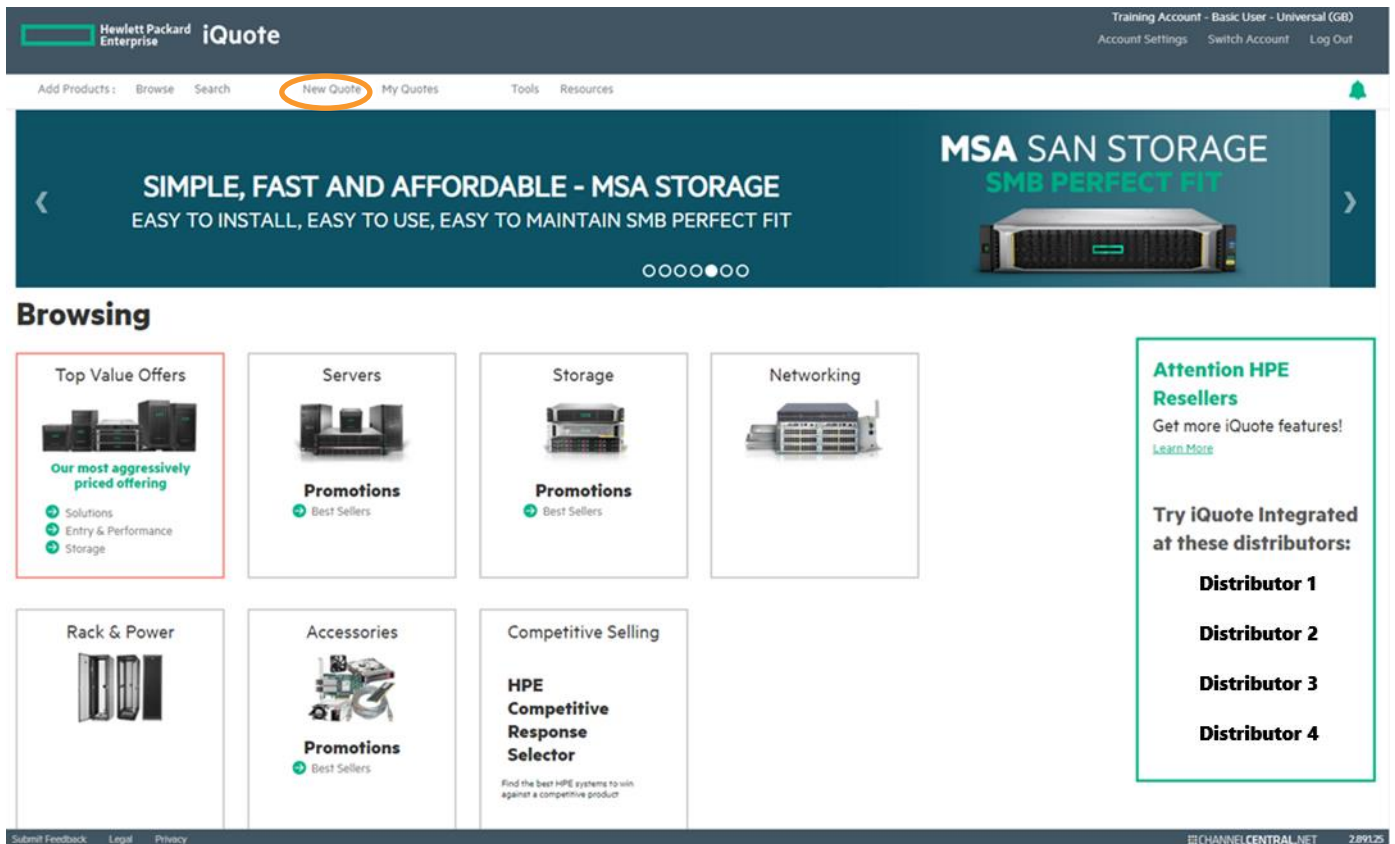 Training Account - Basic User - Universal (GB)
Hewlett Packard
Enterprise
iQuote
Account Settings Switch Account Log Out
Add Products : Browse Search New Quote My Quotes Tools Resources
SIMPLE, FAST AND AFFORDABLE - MSA STORAGE
EASY TO INSTALL, EASY TO USE, EASY TO MAINTAIN SMB PERFECT FIT
MSA SAN STORAGE
SMB PERFECT FIT
Browsing
Top Value Offers
Our most aggressively
priced offering
Solutions
Entry & Performance
Storage
Servers
Promotions
Best Sellers
Storage
Promotions
Best Sellers
Networking
Rack & Power
Accessories
Promotions
Best Sellers
Competitive Selling
HPE
Competitive
Response
Selector
Find the best HPE systems to win
against a competitive product
Attention HPE
Resellers
Get more iQuote features!
Learn More
Try iQuote Integrated
at these distributors:
Distributor 1
Distributor 2
Distributor 3
Distributor 4
Submit Feedback Legal Privacy
CHANNELCENTRAL.NET